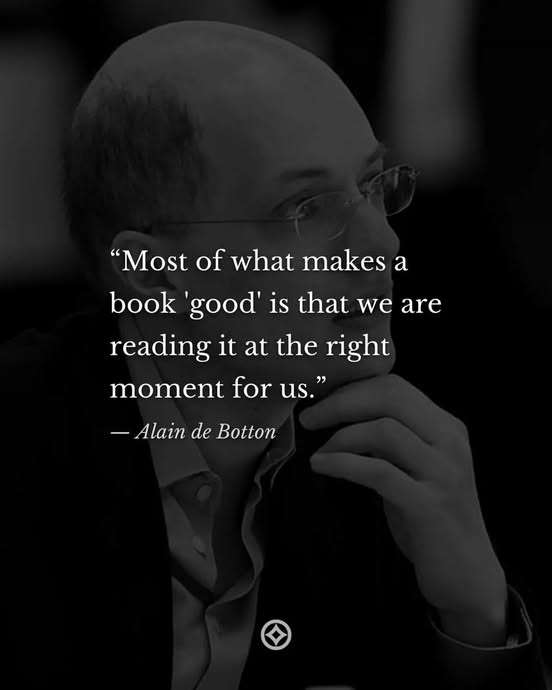 “Most of what makes a
book 'good' is that we are
reading it at the right
moment for us.”
— Alain de Botton